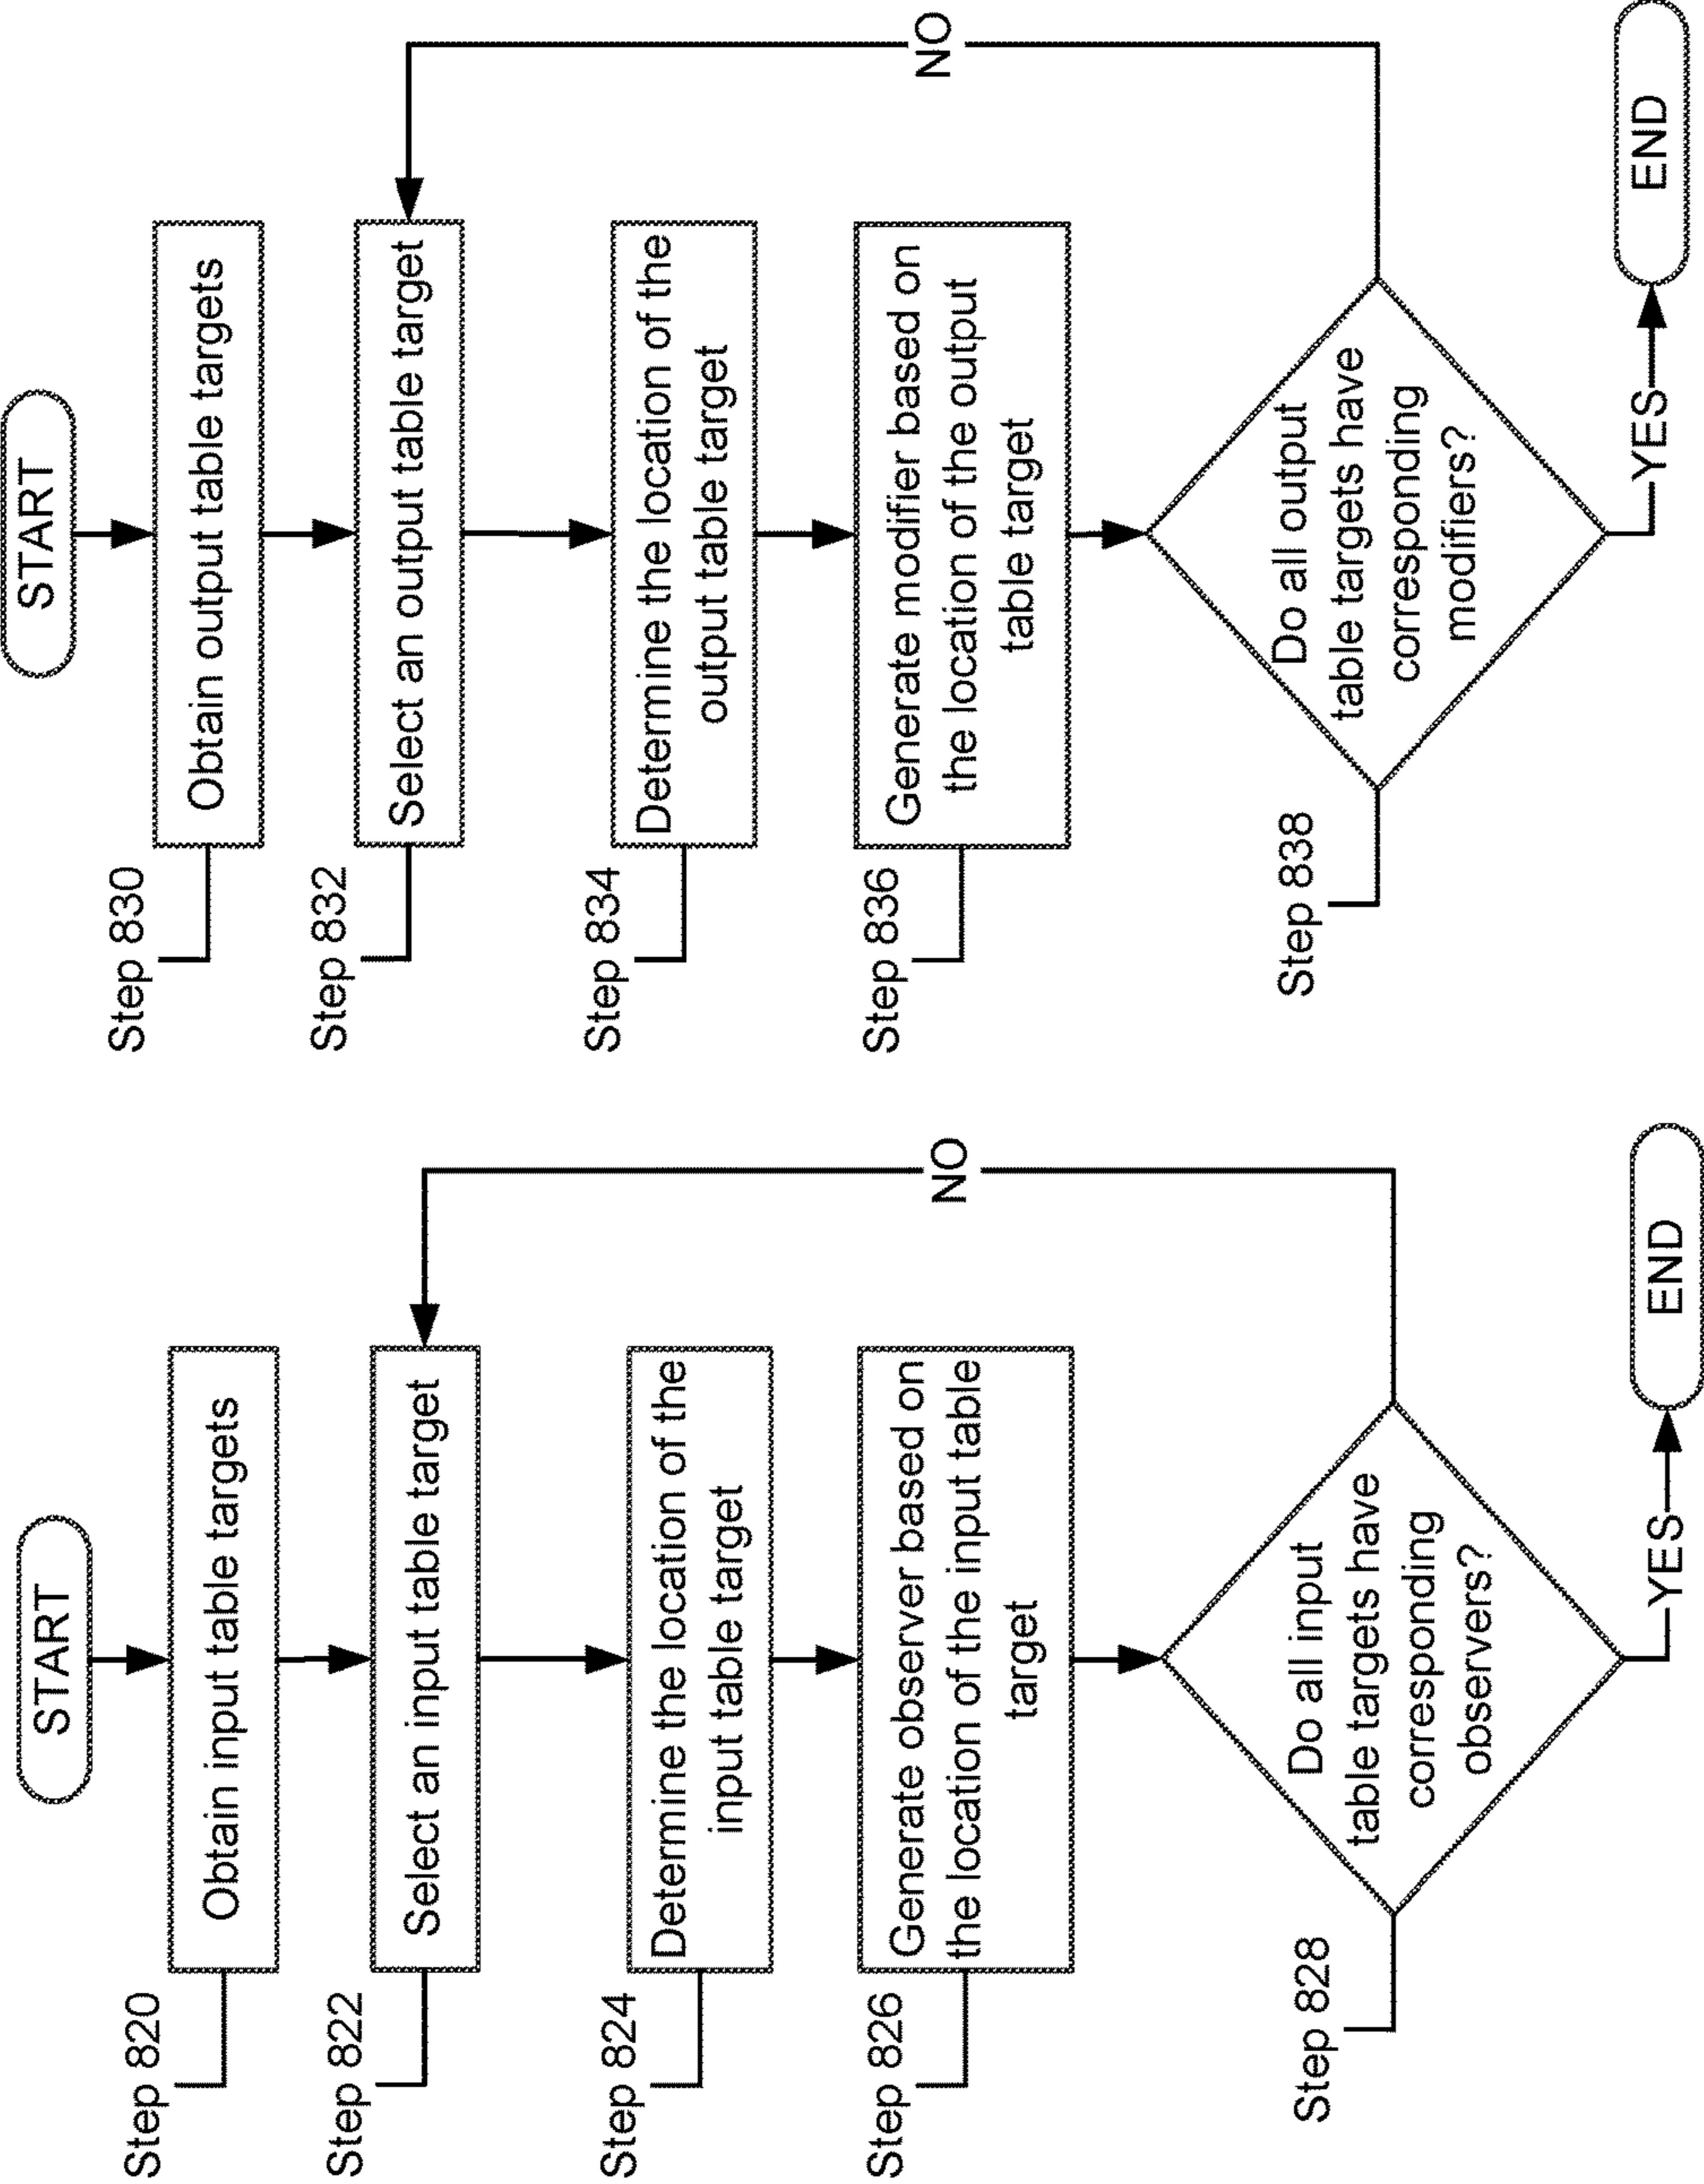 START
Step 820
Obtain input table targets
Step 822
Select an input table target
Step 824
Determine the location of the
input table target
Step 826
Generate observer based on
the location of the input table
target
Step 828
Do all input
table targets have
corresponding
observers?
NO
YES
END
START
Step 830
Obtain output table targets
Step 832
Select an output table target
Step 834
Determine the location of the
output table target
Step 836
Generate modifier based on
the location of the output
table target
Step 838
Do all output
table targets have
corresponding
modifiers?
NO
YES
END